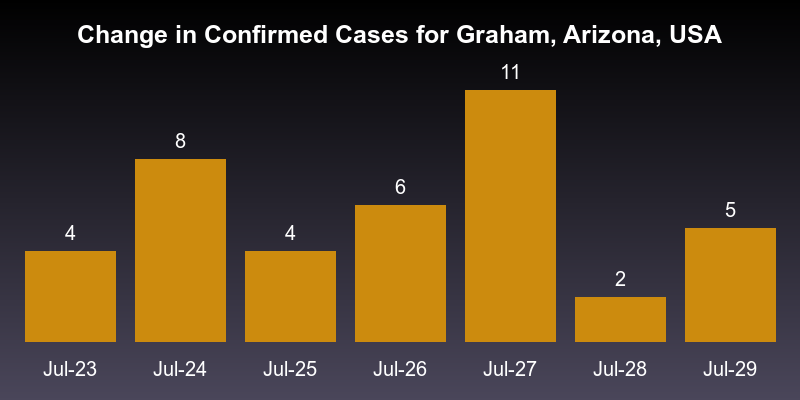 Change in Confirmed Cases for Graham, Arizona, USA
4
8
4
6
11
2
5
Jul-23
Jul-24
Jul-25
Jul-26
Jul-27
Jul-28
Jul-29